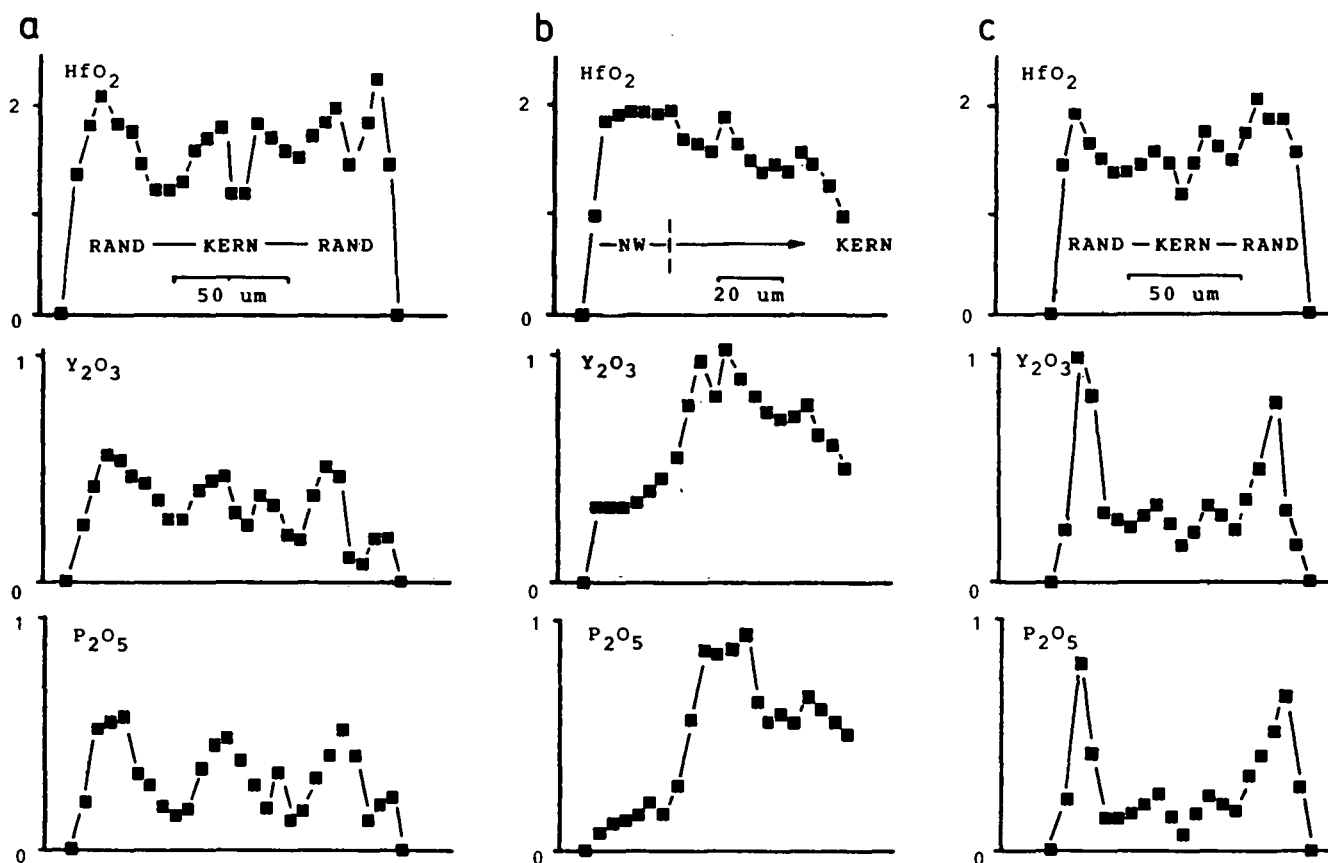 a
HfO2
2
0
RAND — KERN — RAND
50 um
b
HfO2
2
0
NW
KERN
20 um
c
HfO2
2
0
RAND — KERN — RAND
50 um
Y2O3
1
0
Y2O3
1
0
Y2O3
1
0
P2O5
1
0
P2O5
1
0
P2O5
1
0